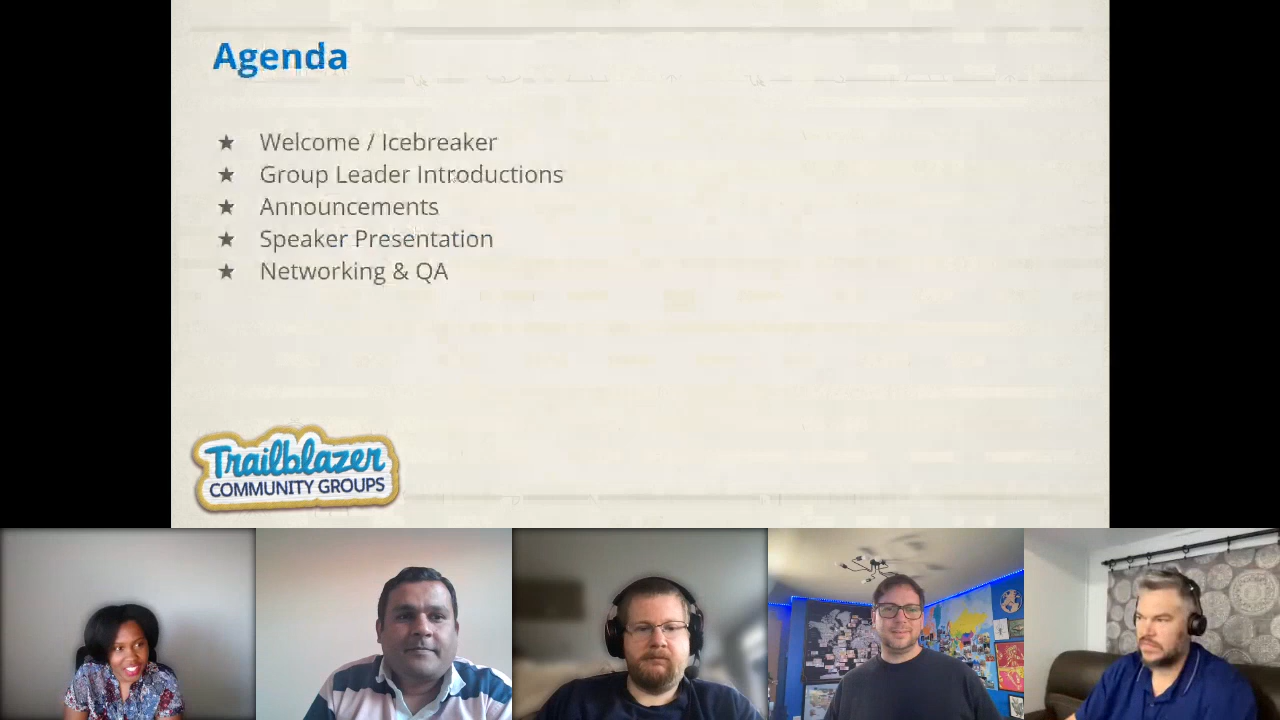 Agenda
★ Welcome / Icebreaker
★ Group Leader Introductions
★ Announcements
★ Speaker Presentation
★ Networking & QA
Trailblazer
COMMUNITY GROUPS